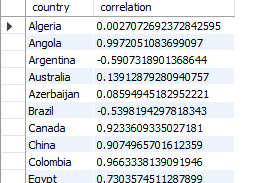 country correlation
Algeria 0.0027072692372842595
Angola 0.9972051083699097
Argentina -0.5907318901368644
Australia 0.13912879280940757
Azerbaijan 0.08594945182952221
Brazil -0.5398194297818343
Canada 0.9233609335027181
China 0.9074965701612359
Colombia 0.9663338139091946
Egypt 0.7303574511287899